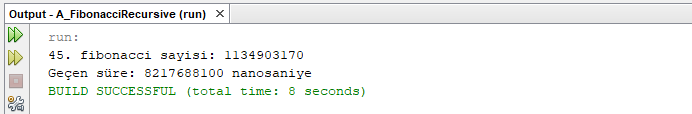 Output - A_FibonacciRecursive (run) ×
run:
45. fibonacci sayisi: 1134903170
Geçen süre: 8217688100 nanosaniye
BUILD SUCCESSFUL (total time: 8 seconds)